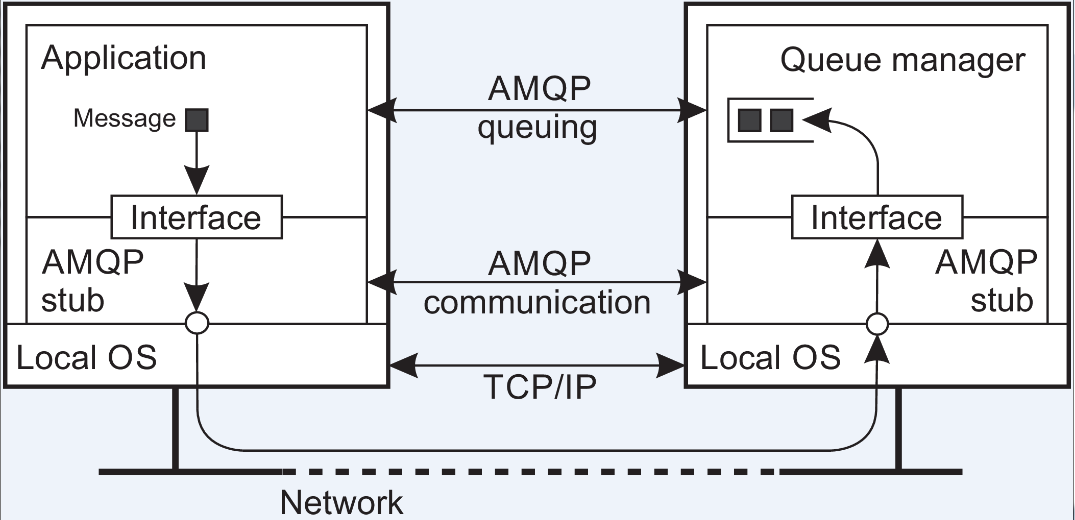 Application
Message
Interface
AMQP
stub
Local OS
AMQP
queuing
AMQP
communication
TCP/IP
Queue manager
Interface
AMQP
stub
Local OS
Network